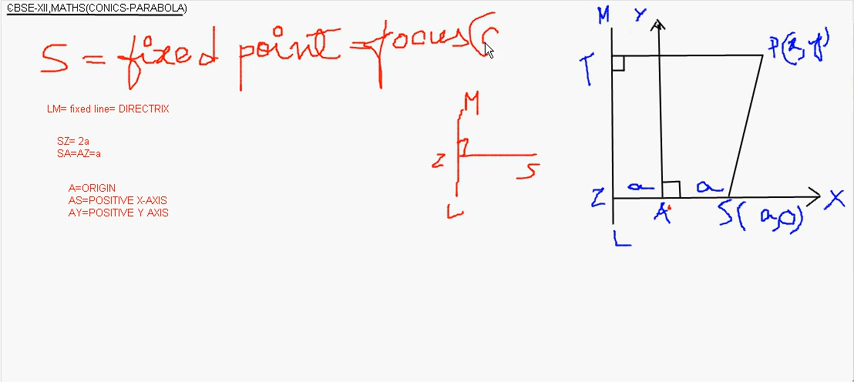 CBSE-XII,MATHS(CONICS-PARABOLA)
S = fixed point = focus(
LM= fixed line= DIRECTRIX
SZ= 2a
SA=AZ=a
A=ORIGIN
AS=POSITIVE X-AXIS
AY=POSITIVE Y AXIS
M
Z
S
L
M Y
P(x, y)
T
a a
Z A S(a,0) X
L